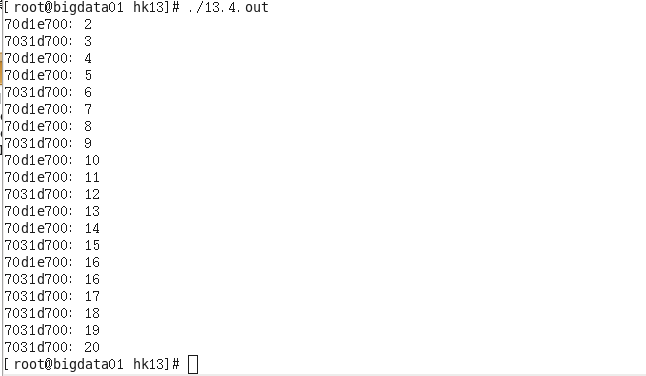 [root@bigdata01 hk13]# ./13.4.out
70d1e700: 2
7031d700: 3
70d1e700: 4
70d1e700: 5
7031d700: 6
70d1e700: 7
70d1e700: 8
7031d700: 9
70d1e700: 10
70d1e700: 11
7031d700: 12
70d1e700: 13
70d1e700: 14
7031d700: 15
70d1e700: 16
7031d700: 16
7031d700: 17
7031d700: 18
7031d700: 19
7031d700: 20
[root@bigdata01 hk13]#